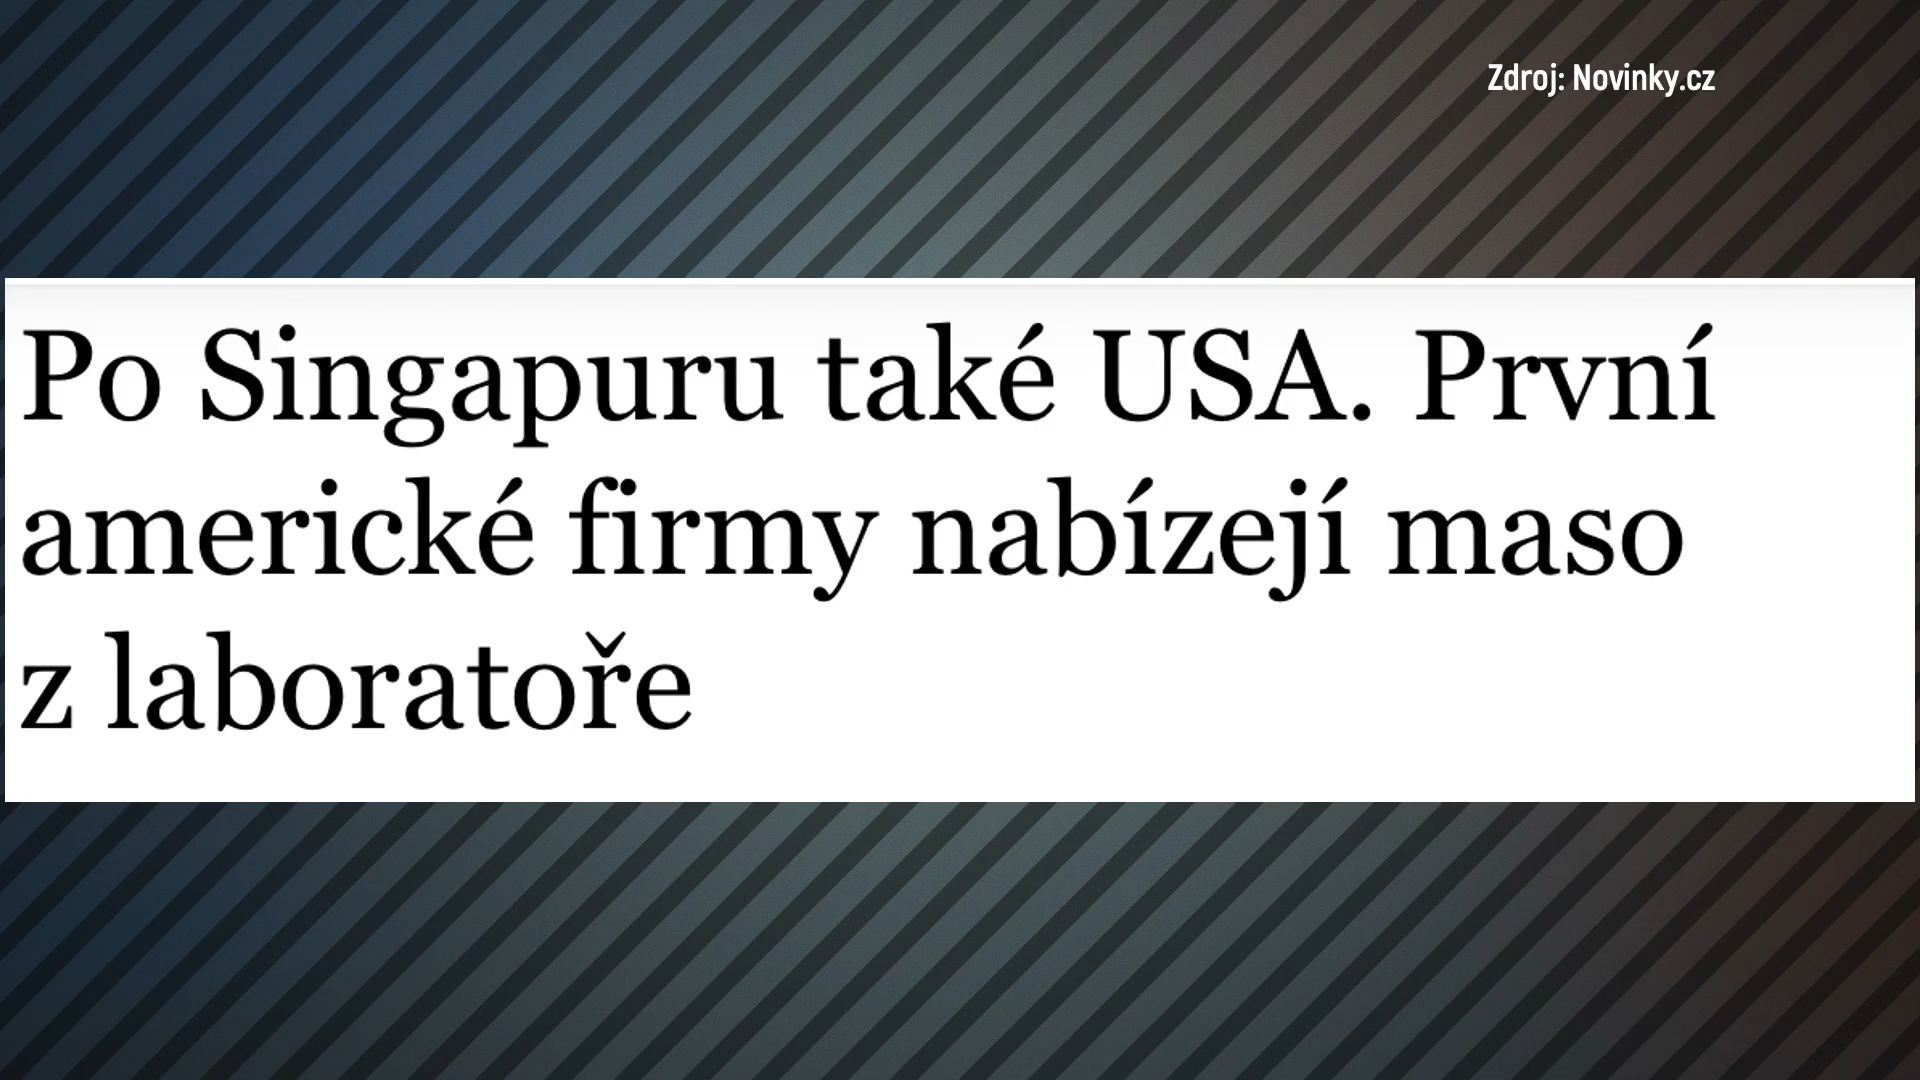 Zdroj: Novinky.cz
Po Singapuru také USA. První
americké firmy nabízejí maso
z laboratoře